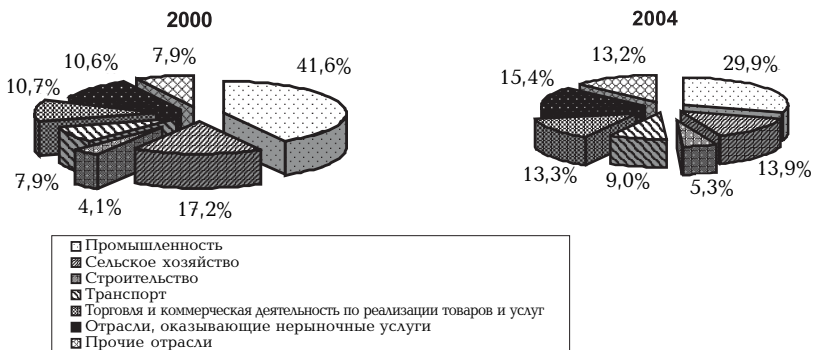 2000
2004
7,9%
10,6%
41,6%
10,7%
7,9%
4,1%
17,2%
13,2%
29,9%
15,4%
13,3%
9,0%
5,3%
13,9%
Промышленность
Сельское хозяйство
Строительство
Транспорт
Торговля и коммерческая деятельность по реализации товаров и услуг
Отрасли, оказывающие нерыночные услуги
Прочие отрасли